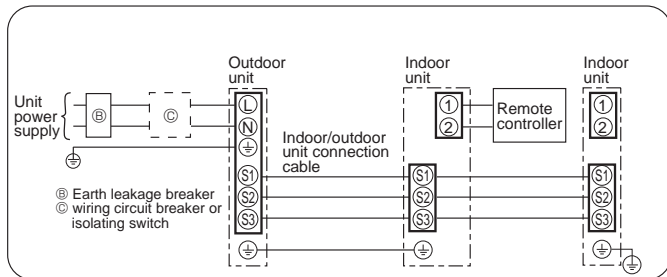 Outdoor
unit
Indoor
unit
Indoor
unit
Unit
power
supply
Ⓑ
Ⓒ
L
N
1
2
Remote
controller
1
2
Indoor/outdoor
unit connection
cable
S1
S2
S3
S1
S2
S3
S1
S2
S3
Ⓑ Earth leakage breaker
Ⓒ wiring circuit breaker or
isolating switch